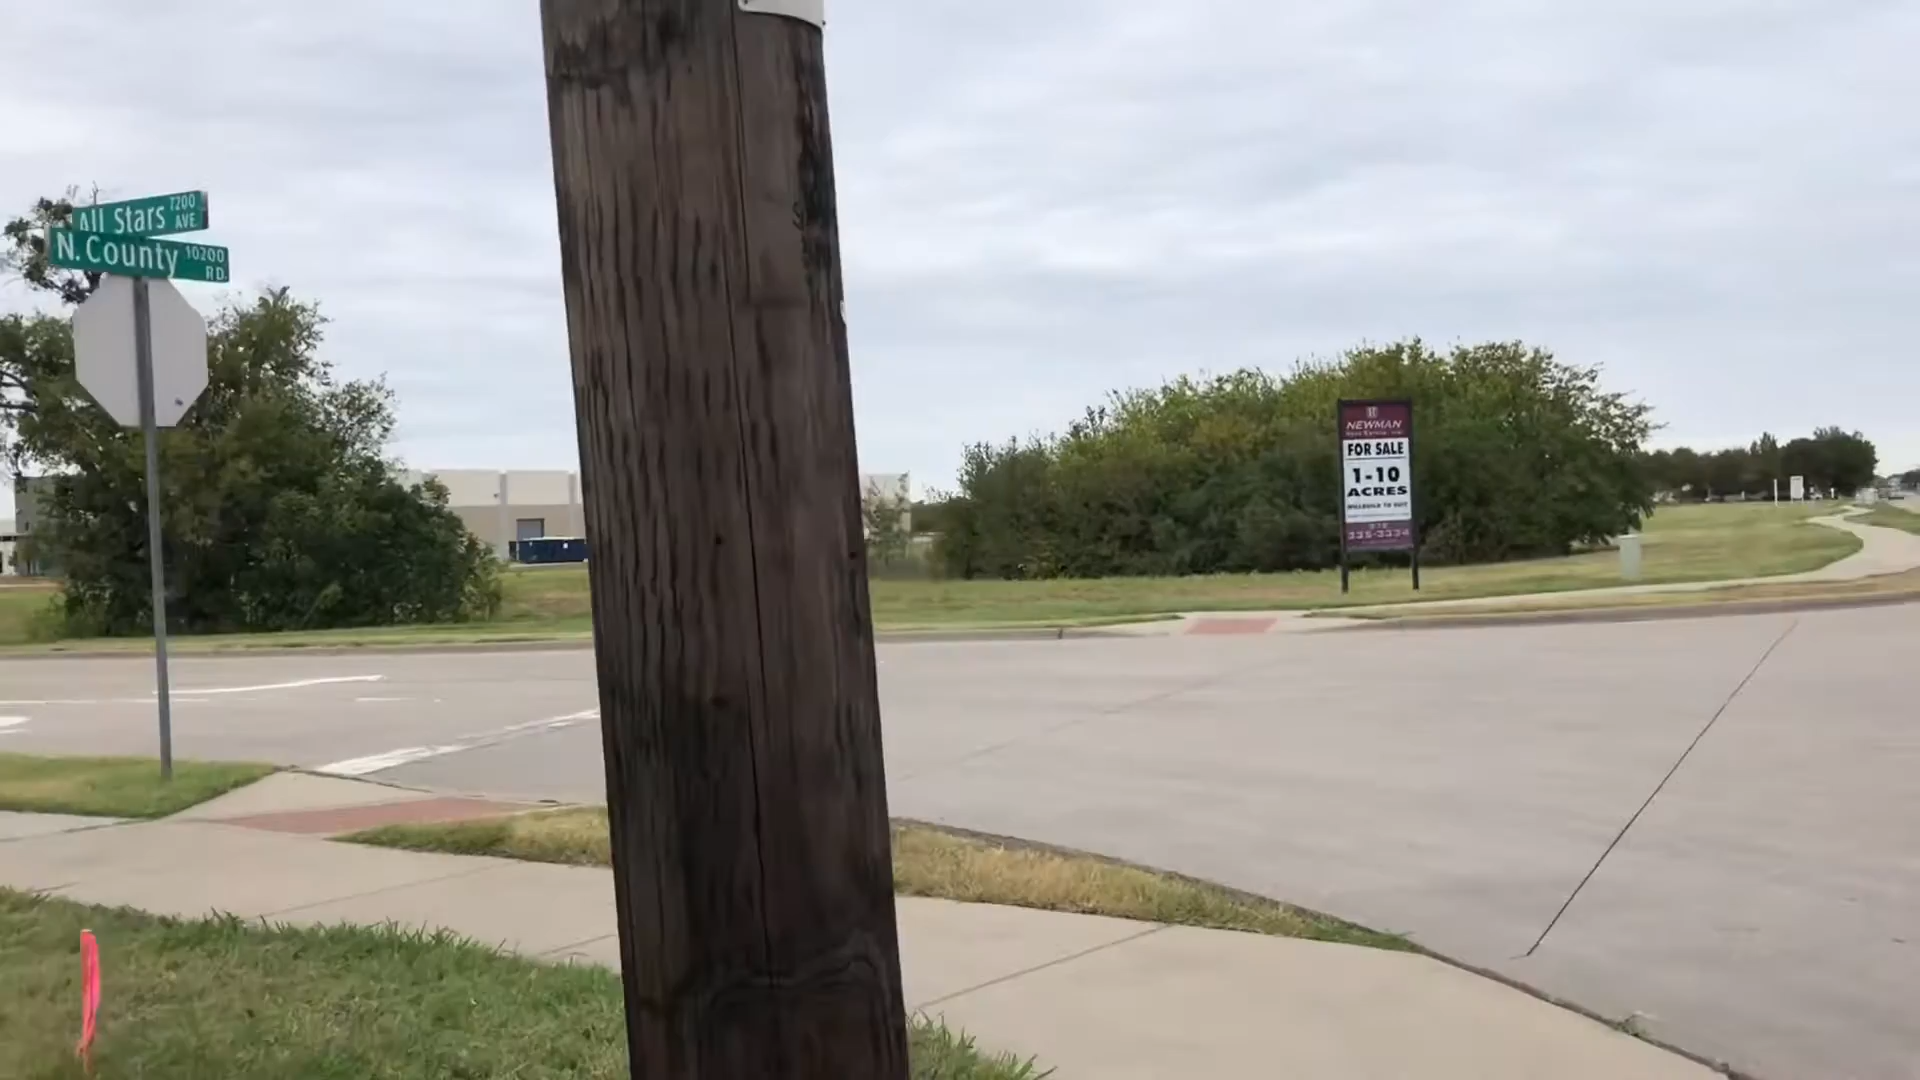 All Stars 7200 AVE
N. County 10200 RD
NEWMAN
FOR SALE
1-10
ACRES
335-3334